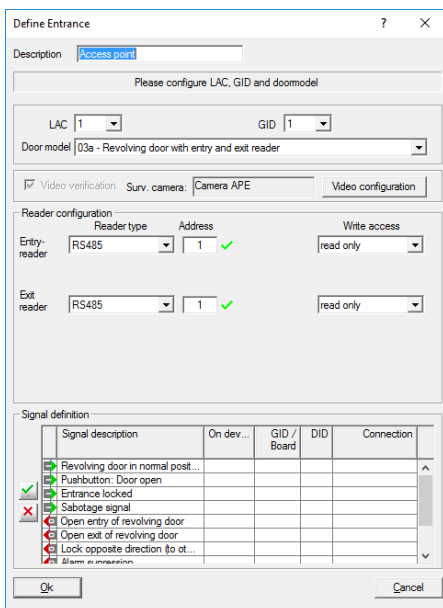 Define Entrance ? X
Description Access point
Please configure LAC, GID and doormodel
LAC 1 GID 1
Door model 03a - Revolving door with entry and exit reader
Video verification Surv. camera: Camera APE Video configuration
Reader configuration
Reader type Address Write access
Entry-reader RS485 1 read only
Exit reader RS485 1 read only
Signal definition
Signal description On dev... GID / Board DID Connection
Revolving door in normal posit...
Pushbutton: Door open
Entrance locked
Sabotage signal
Open entry of revolving door
Open exit of revolving door
Lock opposite direction (to ot...
Alarm supression
Ok Cancel